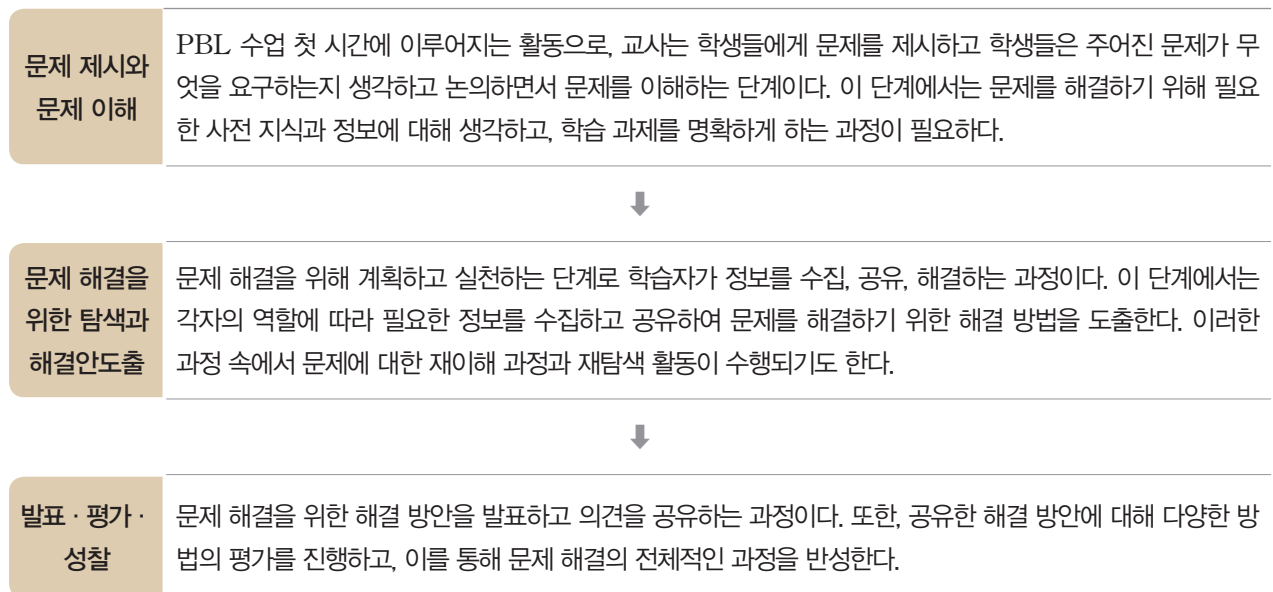 문제 제시와
문제 이해
PBL 수업 첫 시간에 이루어지는 활동으로, 교사는 학생들에게 문제를 제시하고 학생들은 주어진 문제가 무
엇을 요구하는지 생각하고 논의하면서 문제를 이해하는 단계이다. 이 단계에서는 문제를 해결하기 위해 필요
한 사전 지식과 정보에 대해 생각하고, 학습 과제를 명확하게 하는 과정이 필요하다.
문제 해결을
위한 탐색과
해결안도출
문제 해결을 위해 계획하고 실천하는 단계로 학습자가 정보를 수집, 공유, 해결하는 과정이다. 이 단계에서는
각자의 역할에 따라 필요한 정보를 수집하고 공유하여 문제를 해결하기 위한 해결 방법을 도출한다. 이러한
과정 속에서 문제에 대한 재이해 과정과 재탐색 활동이 수행되기도 한다.
발표 · 평가 ·
성찰
문제 해결을 위한 해결 방안을 발표하고 의견을 공유하는 과정이다. 또한, 공유한 해결 방안에 대해 다양한 방
법의 평가를 진행하고, 이를 통해 문제 해결의 전체적인 과정을 반성한다.